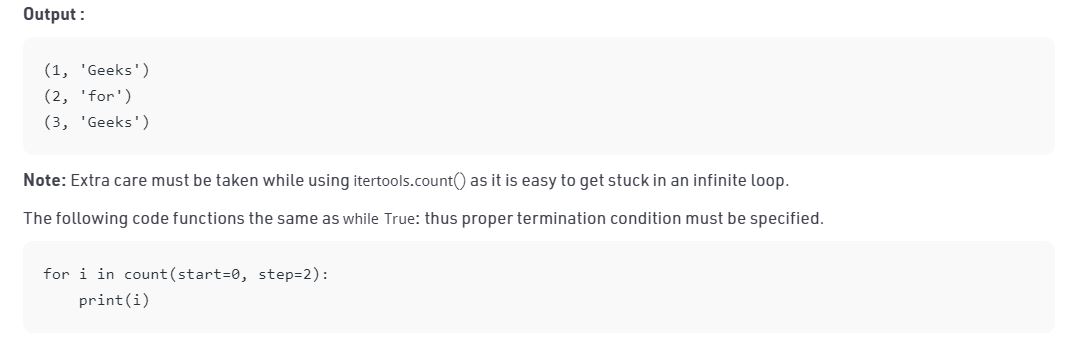 Output :
(1, 'Geeks')
(2, 'for')
(3, 'Geeks')
Note: Extra care must be taken while using itertools.count() as it is easy to get stuck in an infinite loop.
The following code functions the same as while True: thus proper termination condition must be specified.
for i in count(start=0, step=2):
    print(i)